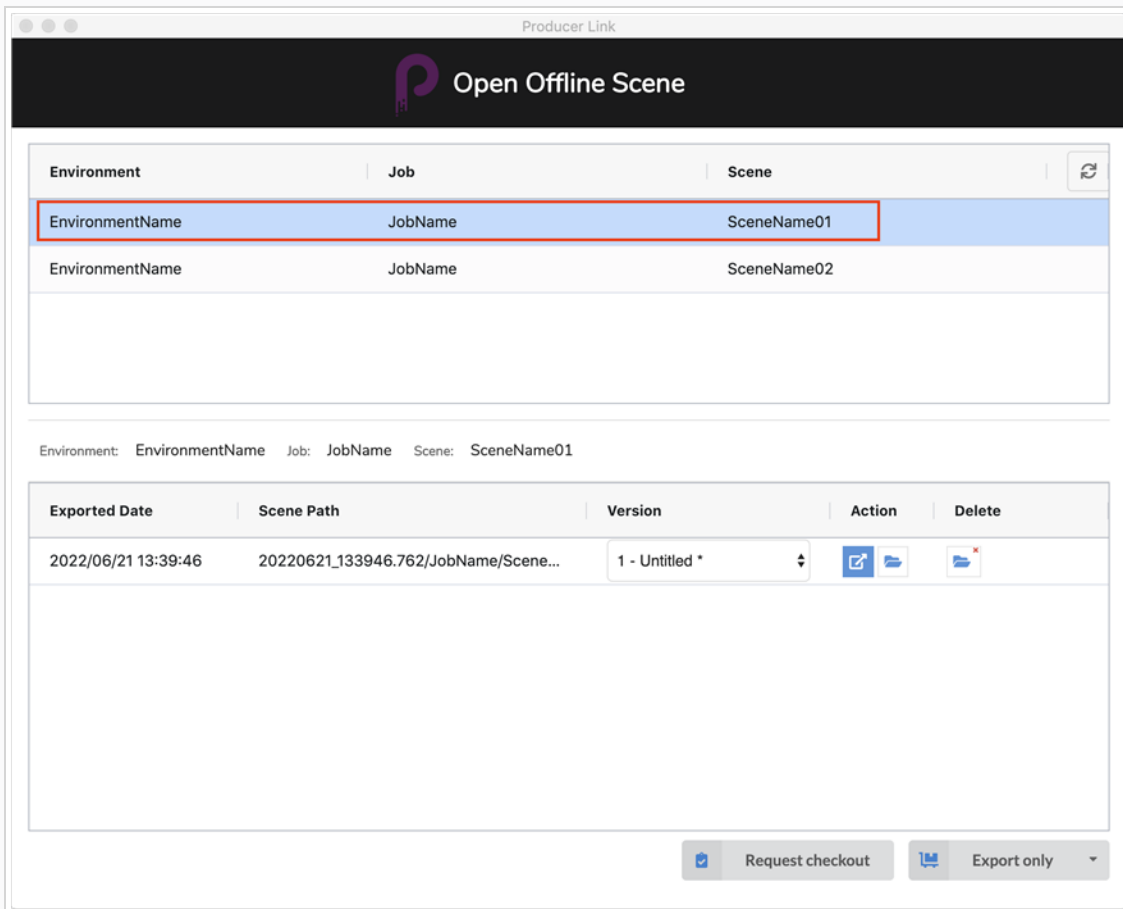 Producer Link
Open Offline Scene
Environment Job Scene
EnvironmentName JobName SceneName01
EnvironmentName JobName SceneName02
Environment: EnvironmentName Job: JobName Scene: SceneName01
Exported Date Scene Path Version Action Delete
2022/06/21 13:39:46 20220621_133946.762/JobName/Scene... 1 - Untitled *
Request checkout Export only